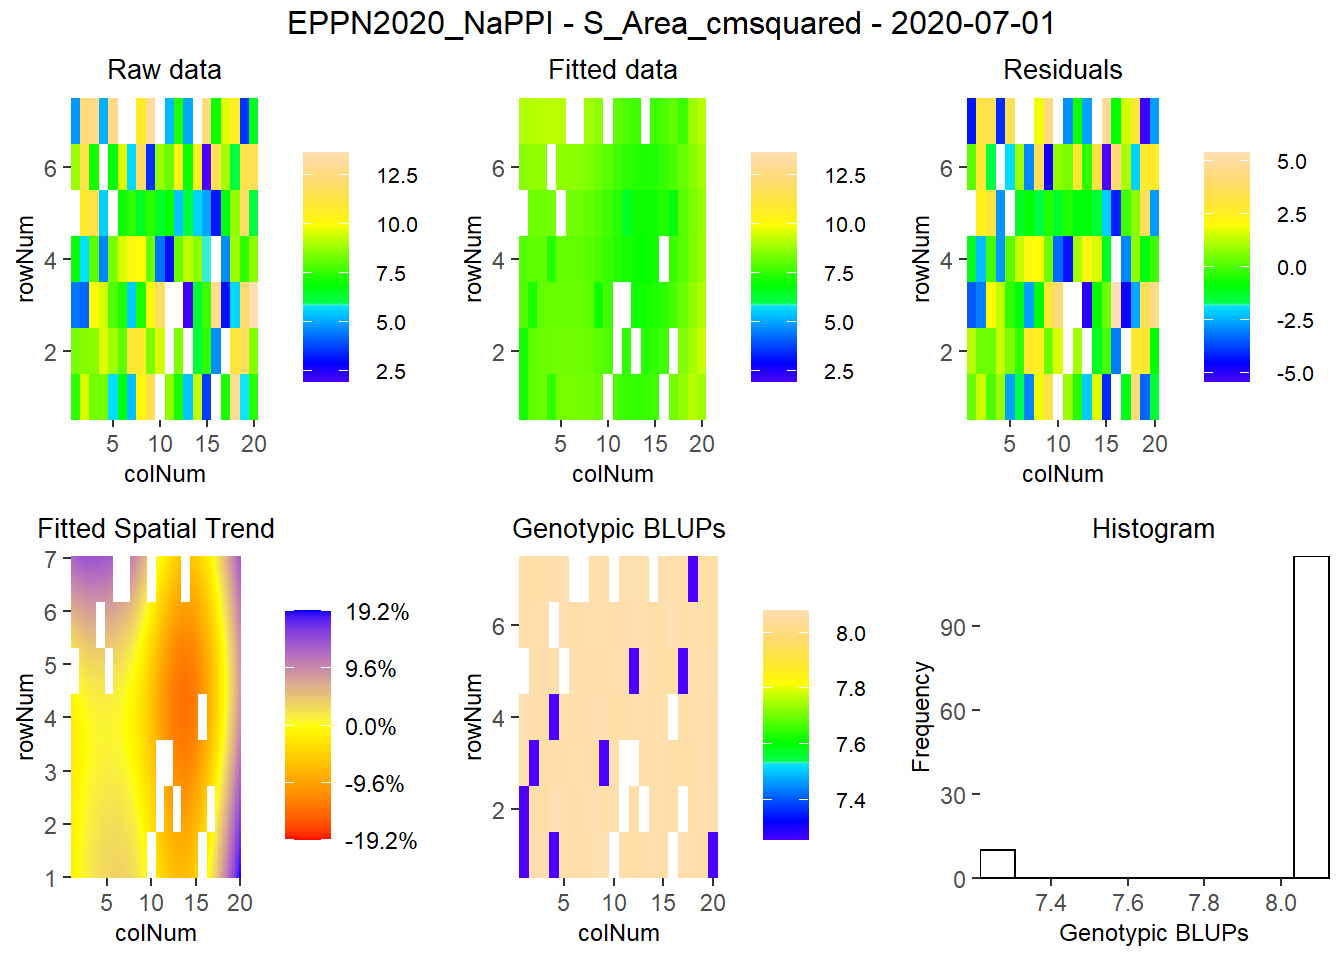 EPPN2020_NaPPI - S_Area_cmsquared - 2020-07-01
Raw data
Fitted data
Residuals
rowNum
6
4
2
5 10 15 20
colNum
12.5
10.0
7.5
5.0
2.5
rowNum
6
4
2
5 10 15 20
colNum
12.5
10.0
7.5
5.0
2.5
rowNum
6
4
2
5 10 15 20
colNum
5.0
2.5
0.0
-2.5
-5.0
Fitted Spatial Trend
Genotypic BLUPs
Histogram
rowNum
7
6
5
4
3
2
1
5 10 15 20
colNum
19.2%
9.6%
0.0%
-9.6%
-19.2%
rowNum
6
4
2
5 10 15 20
colNum
8.0
7.8
7.6
7.4
Frequency
90
60
30
0
7.4 7.6 7.8 8.0
Genotypic BLUPs